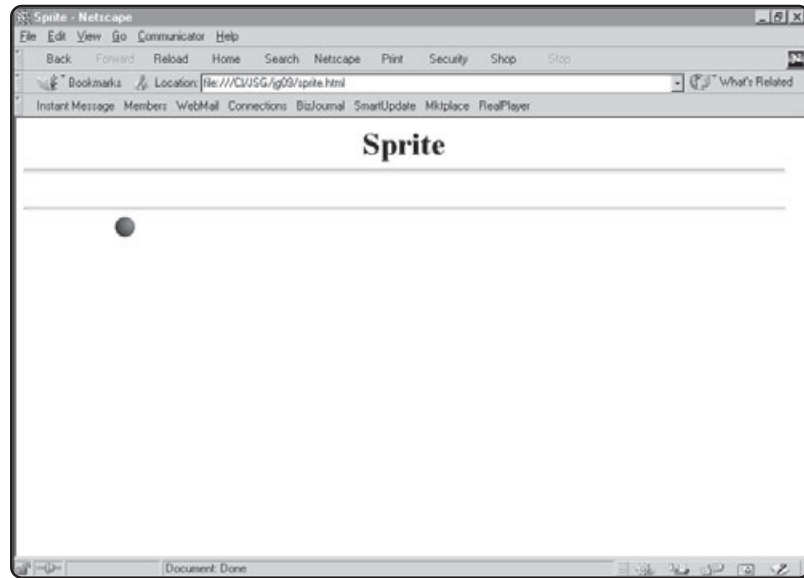 Sprite - Netscape
File Edit View Go Communicator Help
Back Forward Reload Home Search Netscape Print Security Shop Stop
Bookmarks Location: file:///C|/JSG/jg09/sprite.html What's Related
Instant Message Members WebMail Connections BizJournal SmartUpdate Mktplace RealPlayer
Sprite
Document: Done